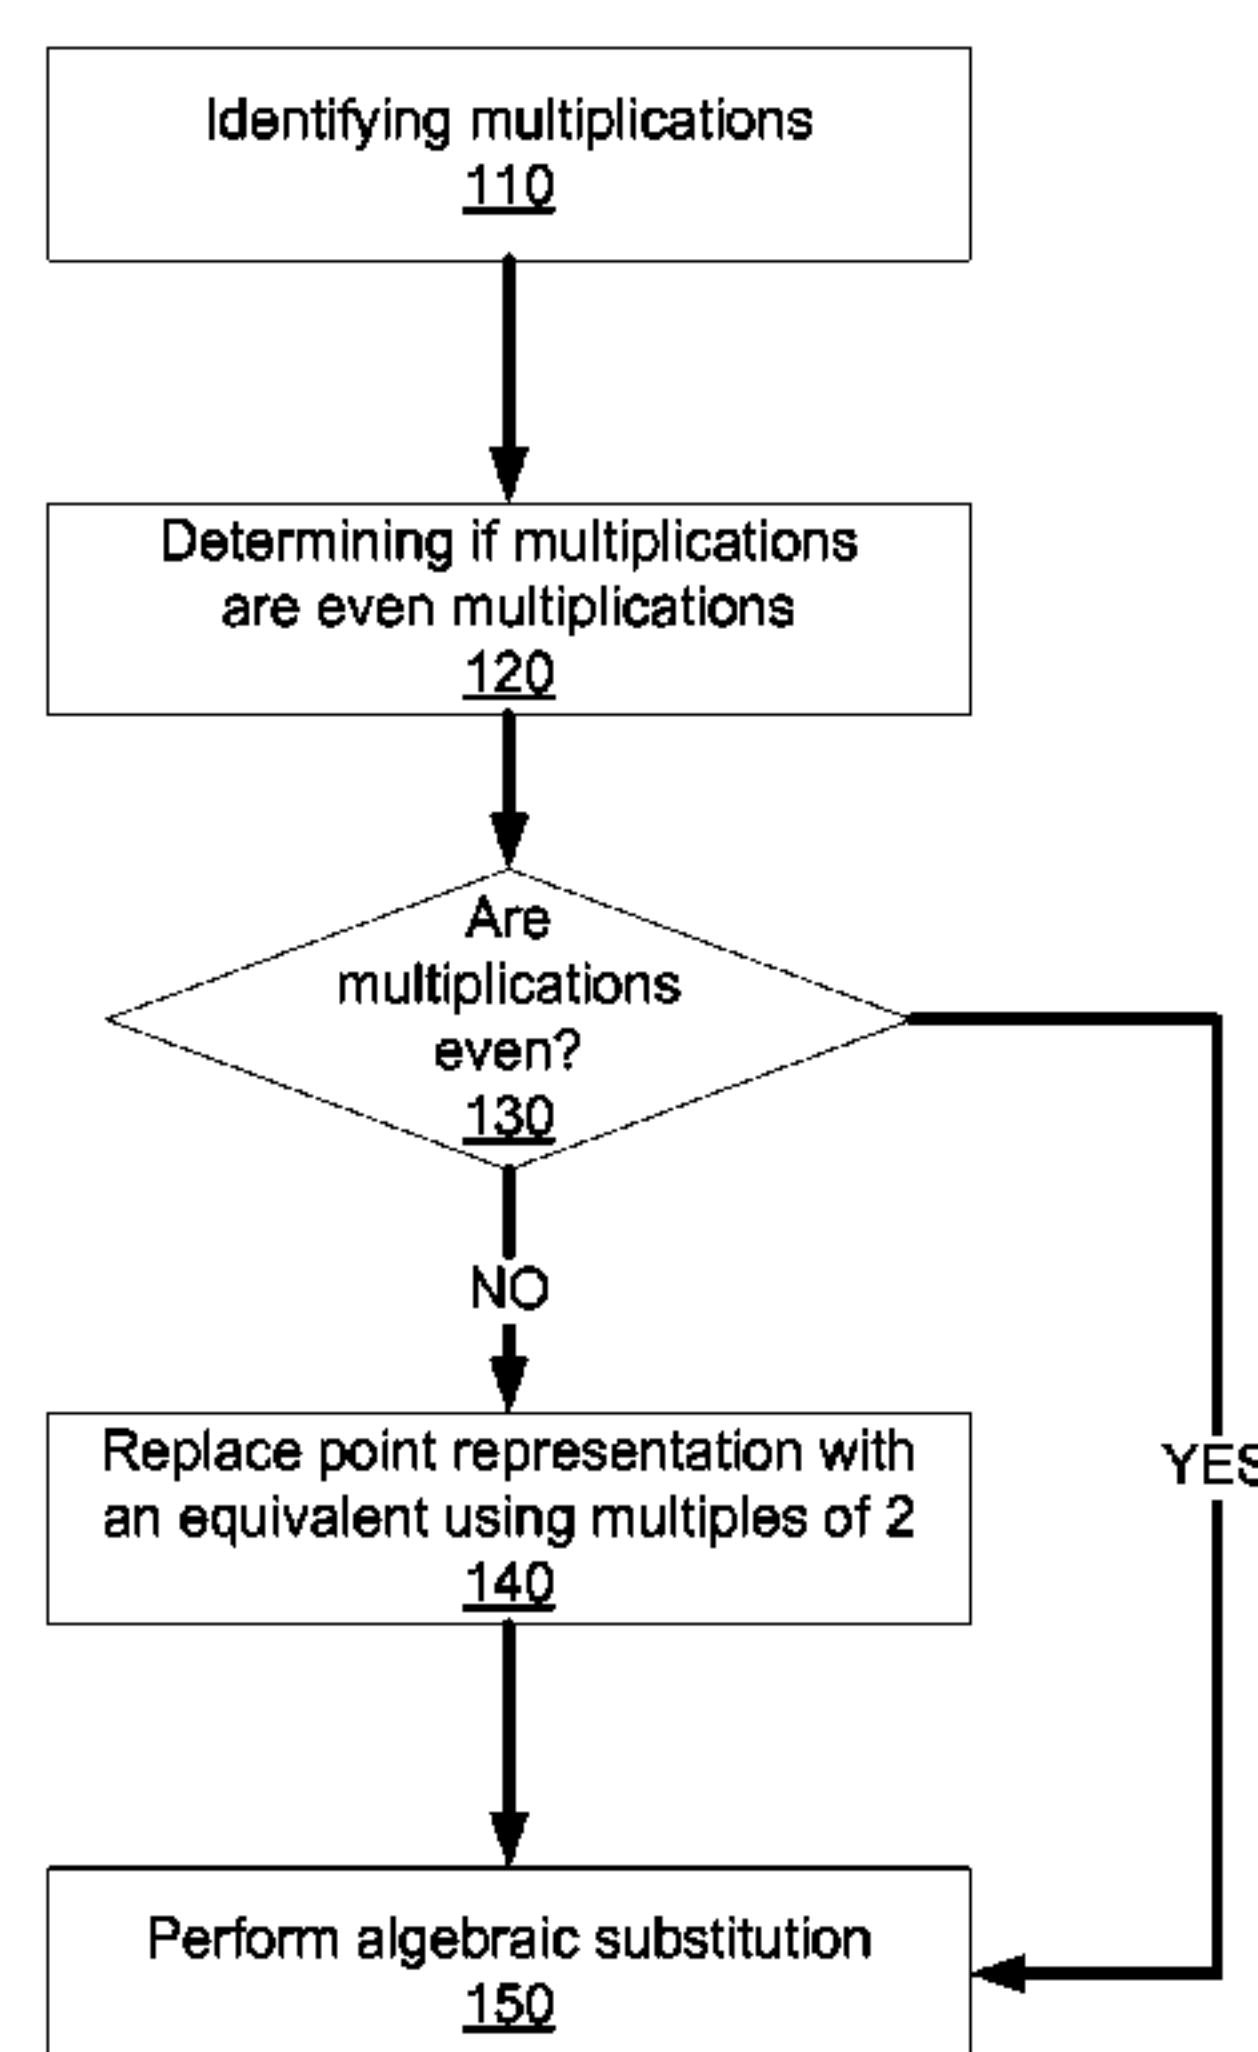 Identifying multiplications
110
Determining if multiplications
are even multiplications
120
Are
multiplications
even?
130
NO
YES
Replace point representation with
an equivalent using multiples of 2
140
Perform algebraic substitution
150